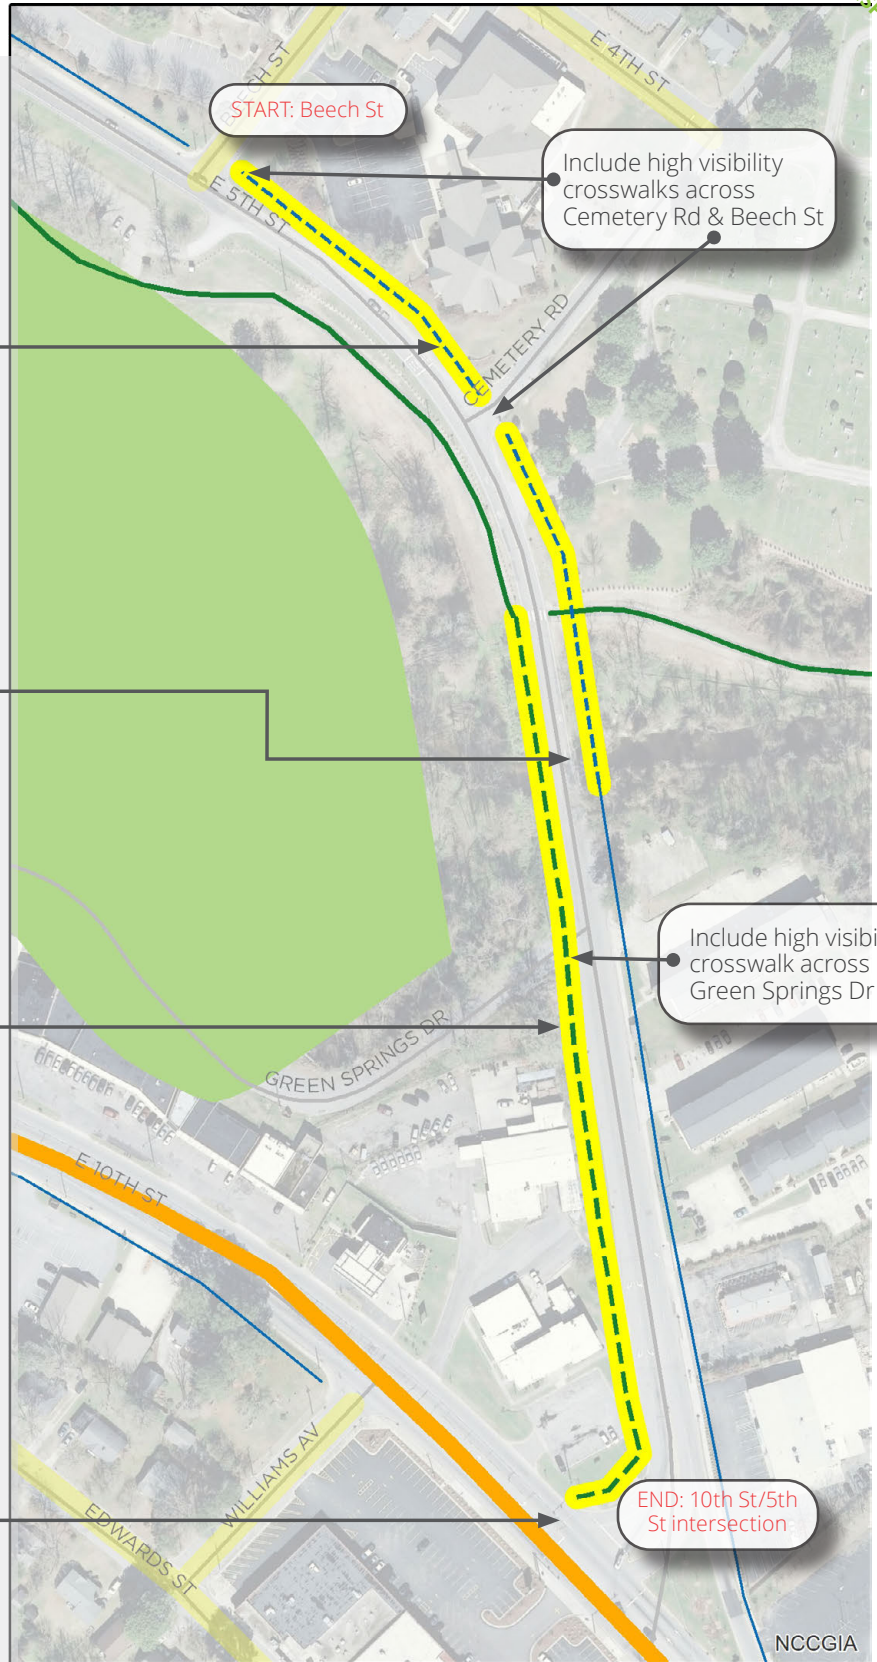 E 4TH ST
BEECH ST
START: Beech St
Include high visibility
crosswalks across
Cemetery Rd & Beech St
E 5TH ST
CEMETERY RD
Include high
crosswalk across
Green Springs Dr
GREEN SPRINGS DR
E 10TH ST
WILLIAMS AV
EDWARDS ST
END: 10th St/5th
St intersection
NCCGIA